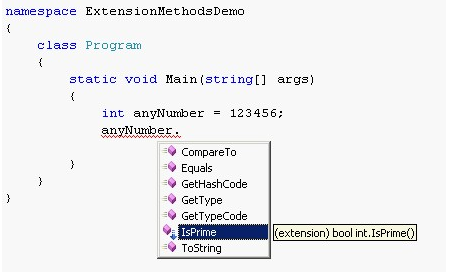 namespace ExtensionMethodsDemo
{
class Program
{
static void Main(string[] args)
{
int anyNumber = 123456;
anyNumber.
CompareTo
Equals
GetHashCode
GetType
GetTypeCode
IsPrime (extension) bool int.IsPrime()
ToString
}
}
}